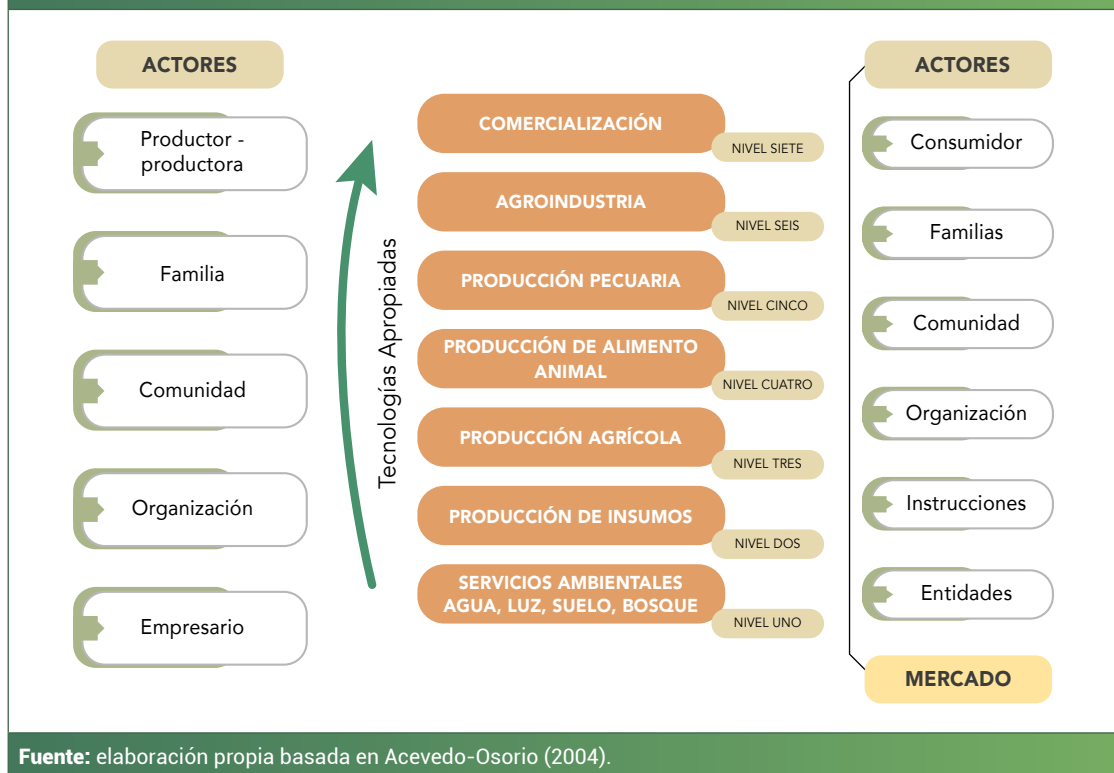 ACTORES
Productor -
productora
Familia
Comunidad
Organización
Empresario
Tecnologías Apropiadas
COMERCIALIZACIÓN
NIVEL SIETE
AGROINDUSTRIA
NIVEL SEIS
PRODUCCIÓN PECUARIA
NIVEL CINCO
PRODUCCIÓN DE ALIMENTO
ANIMAL
NIVEL CUATRO
PRODUCCIÓN AGRÍCOLA
NIVEL TRES
PRODUCCIÓN DE INSUMOS
NIVEL DOS
SERVICIOS AMBIENTALES
AGUA, LUZ, SUELO, BOSQUE
NIVEL UNO
ACTORES
Consumidor
Familias
Comunidad
Organización
Instrucciones
Entidades
MERCADO
Fuente: elaboración propia basada en Acevedo-Osorio (2004).